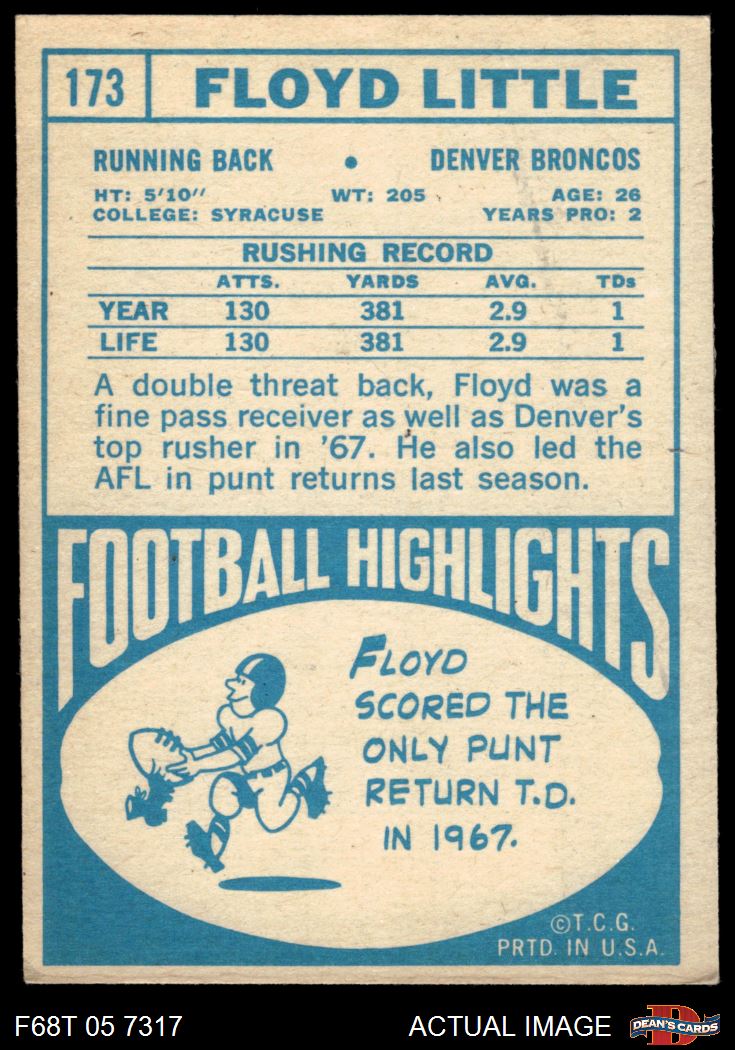 173 FLOYD LITTLE
RUNNING BACK • DENVER BRONCOS
HT: 5'10" WT: 205 AGE: 26
COLLEGE: SYRACUSE YEARS PRO: 2
RUSHING RECORD
ATTS. YARDS AVG. TDs
YEAR 130 381 2.9 1
LIFE 130 381 2.9 1
A double threat back, Floyd was a
fine pass receiver as well as Denver's
top rusher in '67. He also led the
AFL in punt returns last season.
FOOTBALL HIGHLIGHTS
FLOYD
SCORED THE
ONLY PUNT
RETURN T.D.
IN 1967.
©T.C.G.
PRTD. IN U.S.A.
F68T 05 7317 ACTUAL IMAGE D DEAN'S CARDS